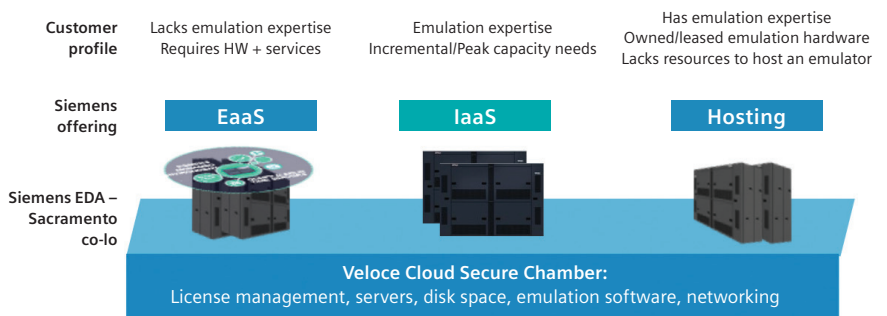 Customer profile
Lacks emulation expertise
Requires HW + services
Emulation expertise
Incremental/Peak capacity needs
Has emulation expertise
Owned/leased emulation hardware
Lacks resources to host an emulator
Siemens offering
EaaS
IaaS
Hosting
Siemens EDA –
Sacramento
co-lo
Veloce Cloud Secure Chamber:
License management, servers, disk space, emulation software, networking